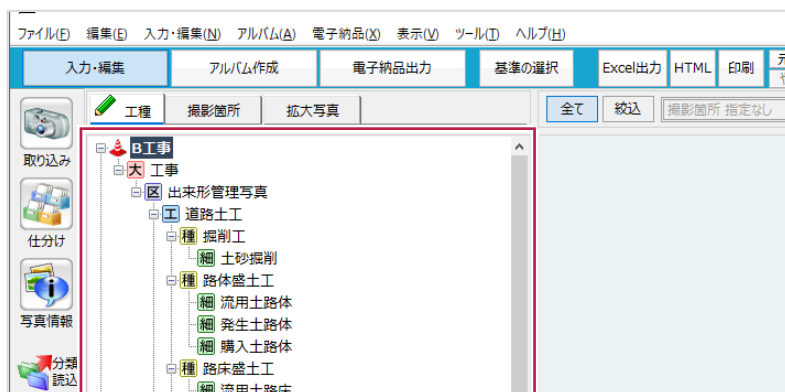 ファイル(F) 編集(E) 入力・編集(N) アルバム(A) 電子納品(X) 表示(V) ツール(T) ヘルプ(H)
入力・編集 アルバム作成 電子納品出力 基準の選択 Excel出力 HTML 印刷
工種 撮影箇所 拡大写真 全て 絞込 撮影箇所 指定なし
取り込み
仕分け
写真情報
分類
読込
B工事
大 工事
区 出来形管理写真
工 道路土工
種 掘削工
細 土砂掘削
種 路体盛土工
細 流用土路体
細 発生土路体
細 購入土路体
種 路床盛土工
細 流用土路床